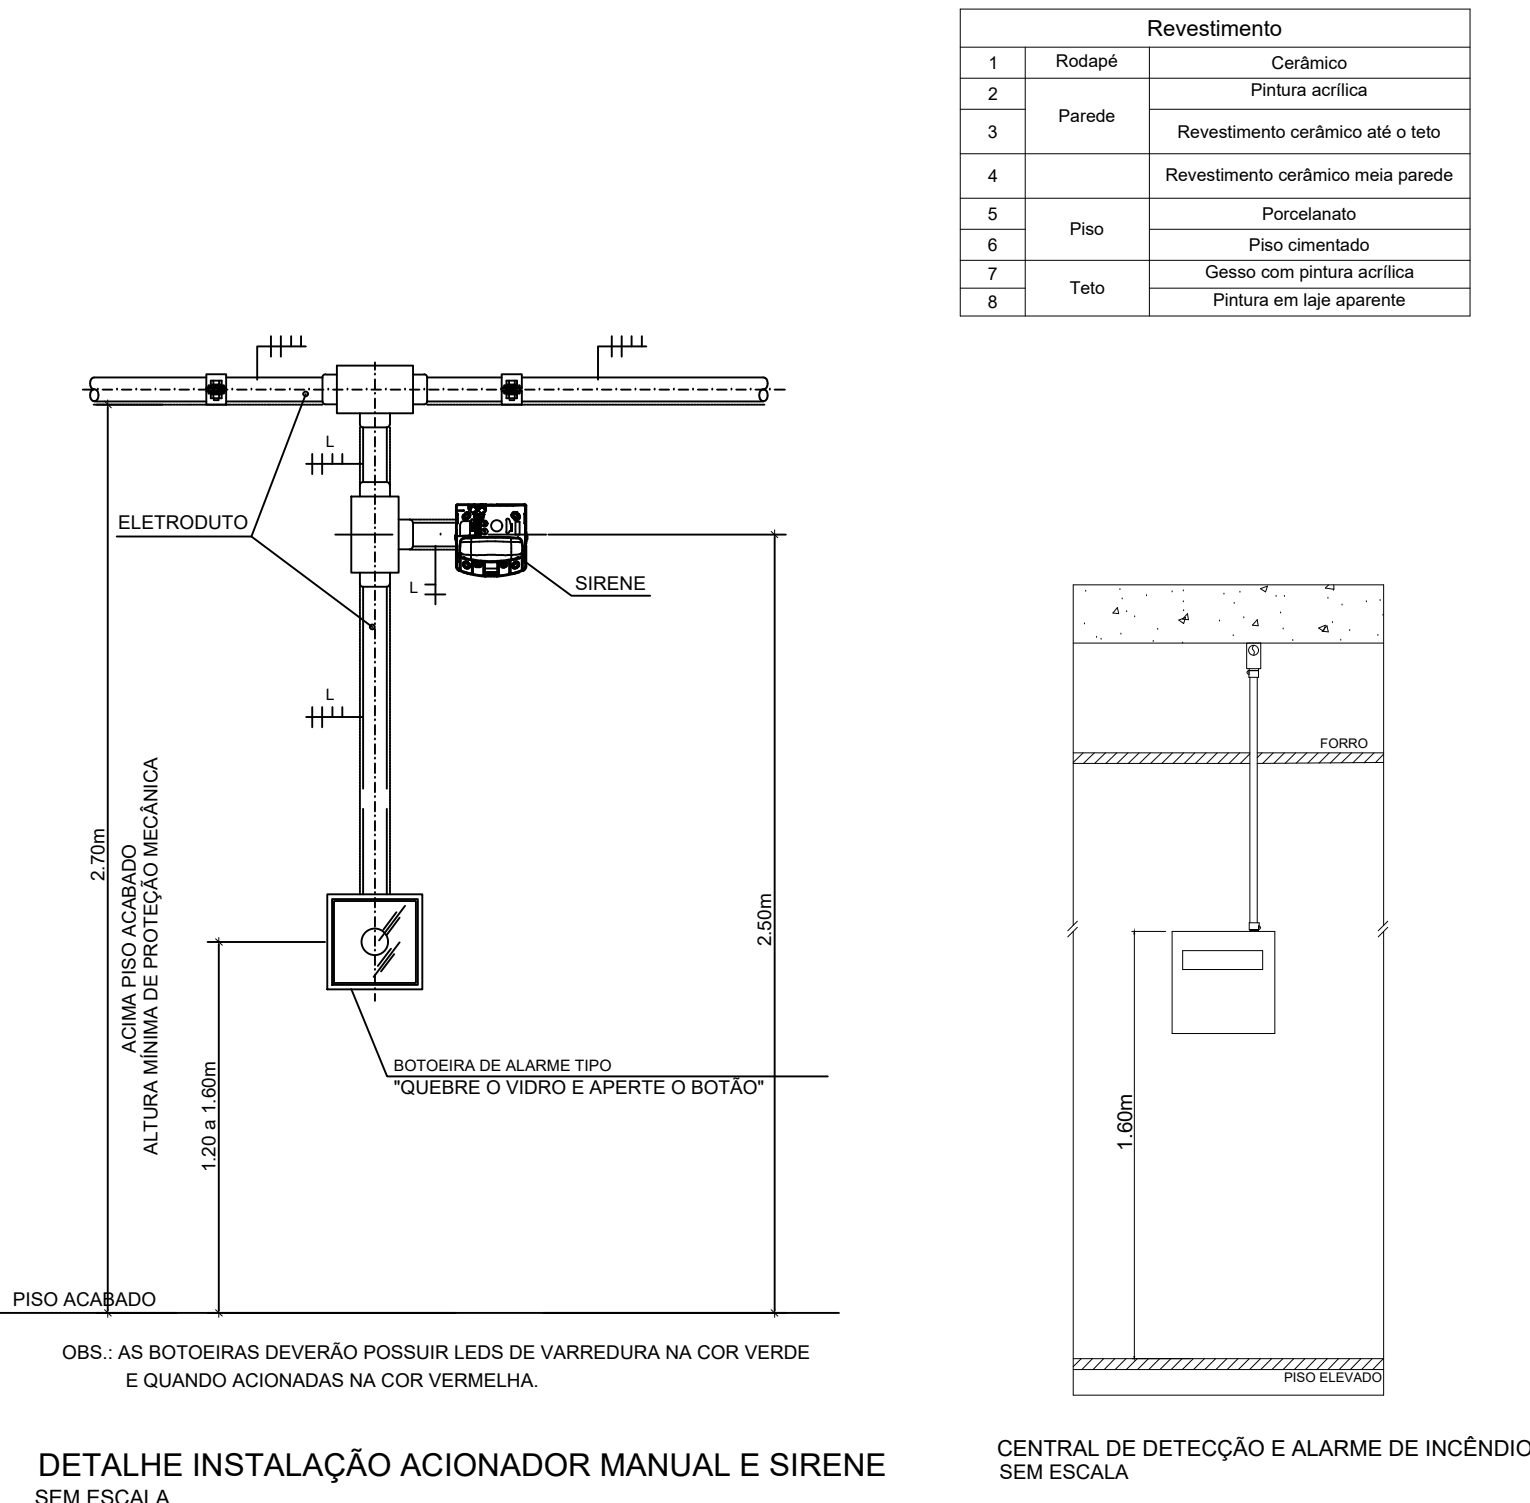 Revestimento
1 Rodapé Cerâmico
2 Parede Pintura acrílica
3 Revestimento cerâmico até o teto
4 Revestimento cerâmico meia parede
5 Piso Porcelanato
6 Piso cimentado
7 Teto Gesso com pintura acrílica
8 Pintura em laje aparente
L
ELETRODUTO
SIRENE
L
L
2.70m
ACIMA PISO ACABADO
ALTURA MÍNIMA DE PROTEÇÃO MECÂNICA
1.20 a 1.60m
2.50m
BOTOEIRA DE ALARME TIPO
"QUEBRE O VIDRO E APERTE O BOTÃO"
PISO ACABADO
OBS.: AS BOTOEIRAS DEVERÃO POSSUIR LEDS DE VARREDURA NA COR VERDE
E QUANDO ACIONADAS NA COR VERMELHA.
DETALHE INSTALAÇÃO ACIONADOR MANUAL E SIRENE
SEM ESCALA
FORRO
1.60m
PISO ELEVADO
CENTRAL DE DETECÇÃO E ALARME DE INCÊNDIO
SEM ESCALA